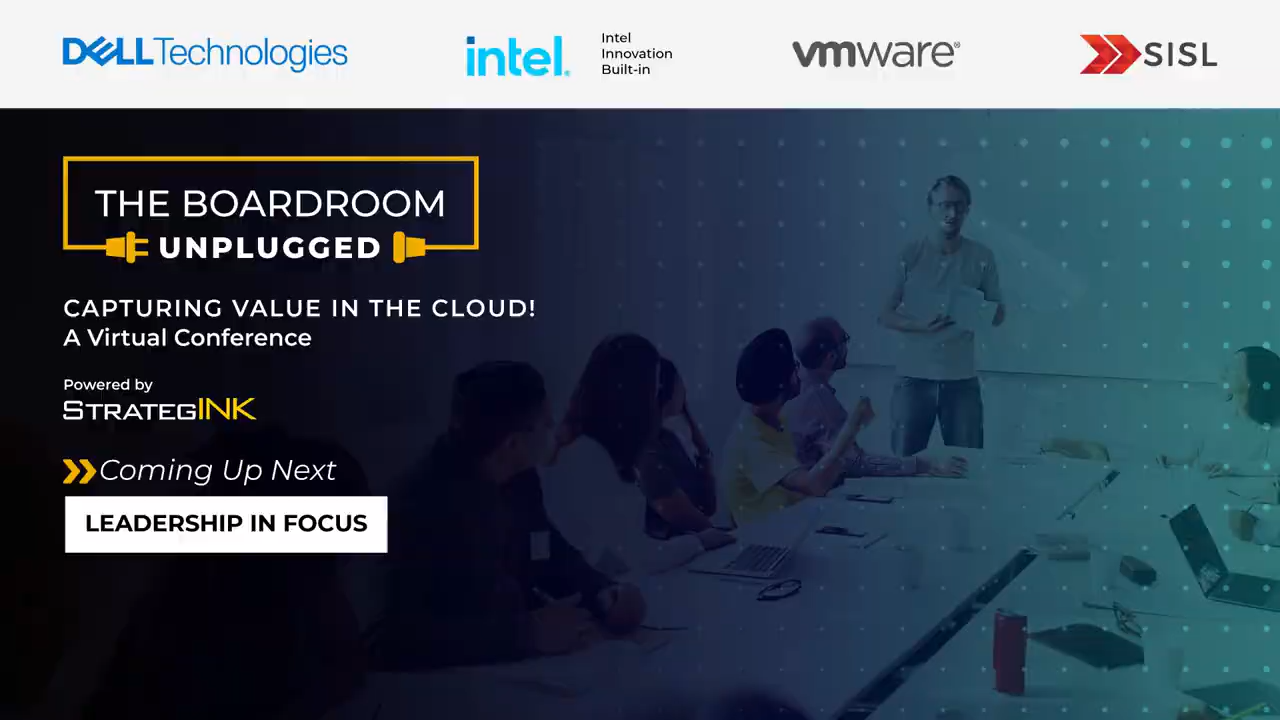 DELLTechnologies
intel.
Intel
Innovation
Built-in
vmware®
SISL
THE BOARDROOM
UNPLUGGED
CAPTURING VALUE IN THE CLOUD!
A Virtual Conference
Powered by
STRATEGINK
Coming Up Next
LEADERSHIP IN FOCUS